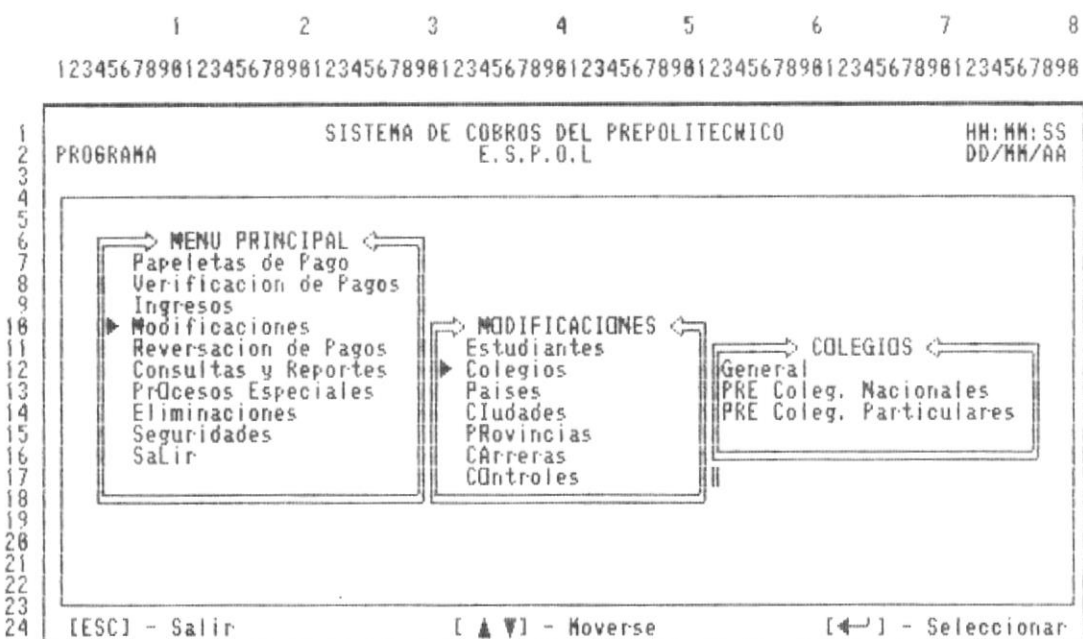 1 2 3 4 5 6 7 8
12345678901234567890123456789012345678901234567890123456789012345678901234567890
1 SISTEMA DE COBROS DEL PREPOLITECNICO HH:MM:SS
2 PROGRAMA E.S.P.O.L DD/MM/AA
3
4
5
6 MENU PRINCIPAL
7 Papeletas de Pago
8 Verificacion de Pagos
9 Ingresos
10 Modificaciones MODIFICACIONES
11 Reversacion de Pagos Estudiantes COLEGIOS
12 Consultas y Reportes Colegios General
13 PrOcesos Especiales Paises PRE Coleg. Nacionales
14 Eliminaciones CIudades PRE Coleg. Particulares
15 Seguridades PRovincias
16 SaLir CArreras
17 COntroles
18
19
20
21
22
23
24 [ESC] - Salir [▲ ▼] - Moverse [◄┘] - Seleccionar